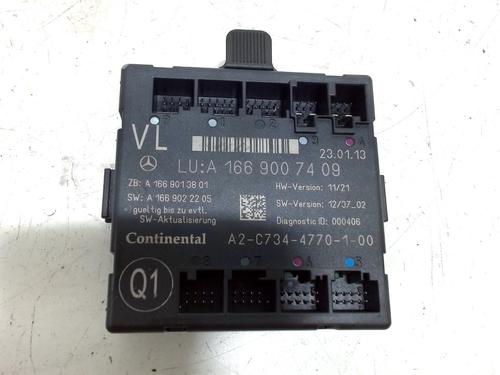 VL
23.01.13
LU:A 166 900 74 09
ZB: A 166 901 38 01
HW-Version: 11/21
SW: A 166 902 22 05
SW-Version: 12/37_02
gueltig bis zu evtl.
SW-Aktualisierung
Diagnostic ID: 000406
Continental
A2-C734-4770-1-00
Q1